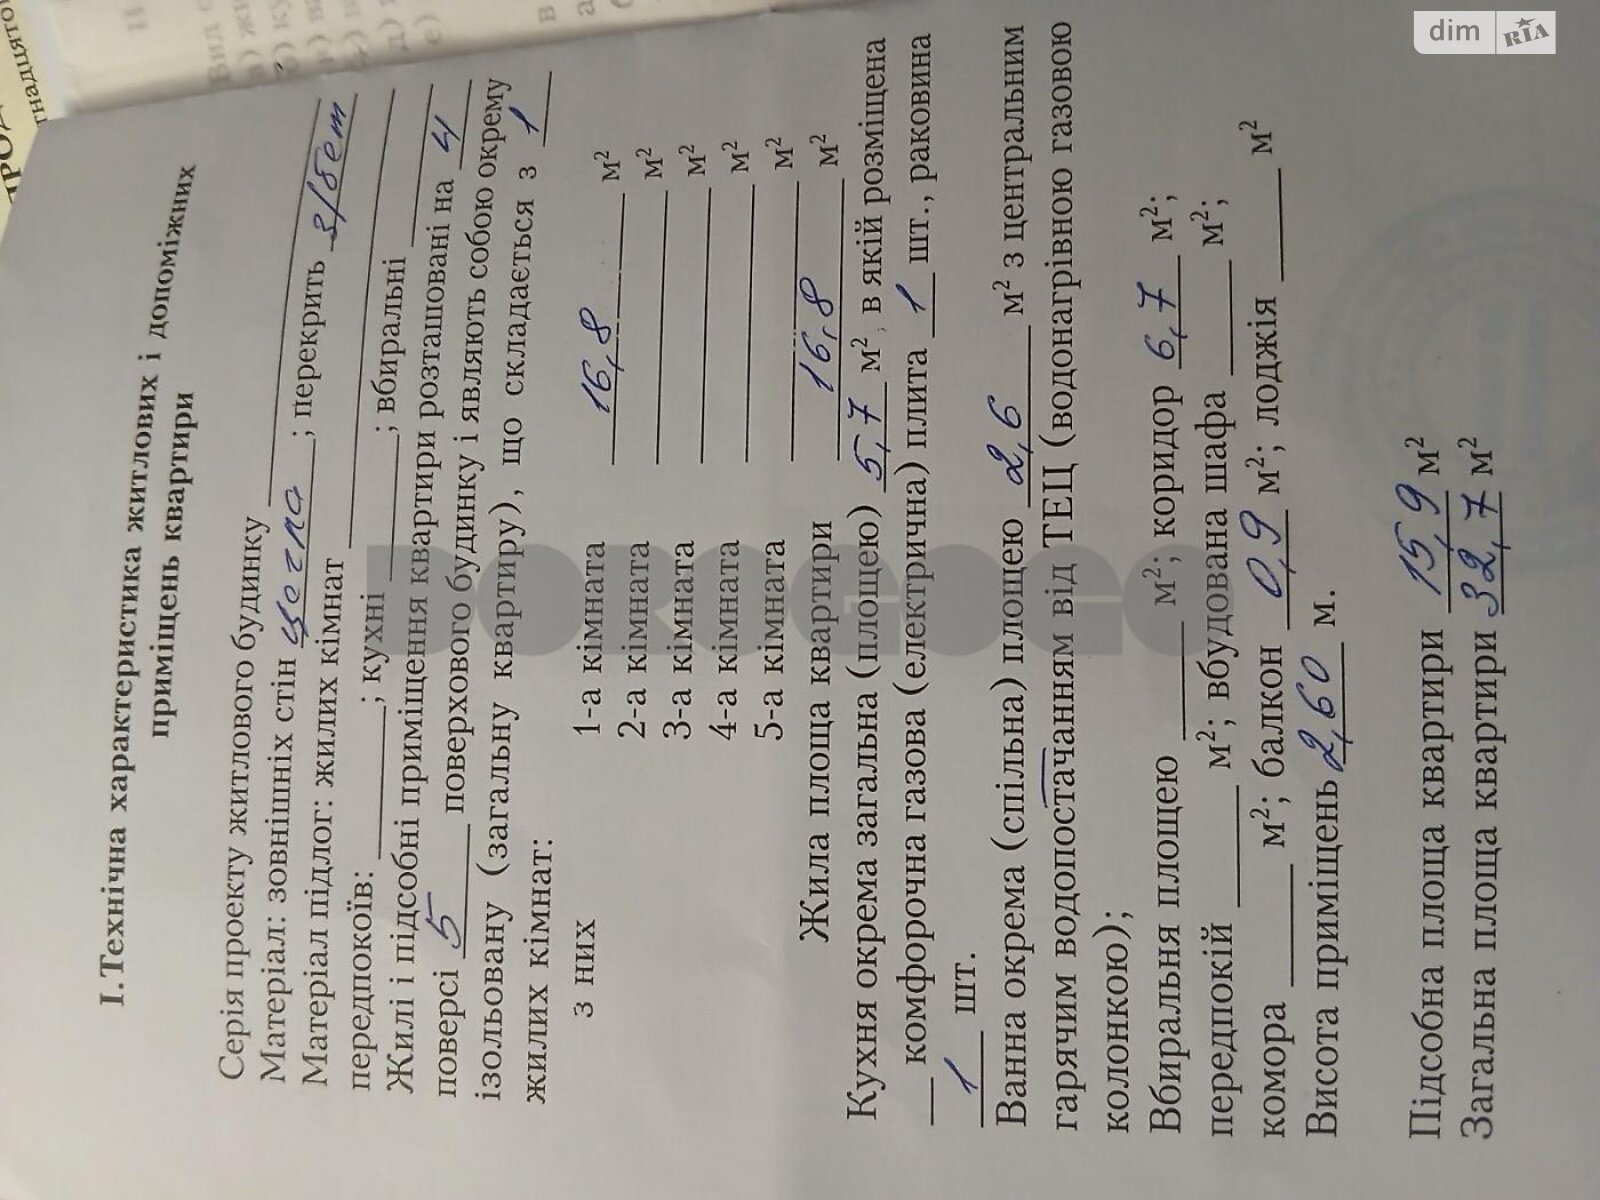 І. Технічна характеристика житлових і допоміжних
приміщень квартири
Серія проекту житлового будинку
Матеріал: зовнішніх стін цегла ; перекрить з/бет
Матеріал підлог: жилих кімнат
передпокоїв: ; кухні ; вбиральні
Жилі і підсобні приміщення квартири розташовані на 4
поверсі 5 поверхового будинку і являють собою окрему
ізольовану (загальну квартиру), що складається з 1
жилих кімнат:
з них 1-а кімната 16,8 м²
2-а кімната м²
3-а кімната м²
4-а кімната м²
5-а кімната м²
Жила площа квартири 16,8 м²
Кухня окрема загальна (площею) 5,7 м², в якій розміщена
комфорочна газова (електрична) плита 1 шт., раковина
1 шт.
Ванна окрема (спільна) площею 2,6 м² з центральним
гарячим водопостачанням від ТЕЦ (водонагрівною газовою
колонкою);
Вбиральня площею м²; коридор 6,7 м²;
передпокій м²; вбудована шафа м²;
комора м²; балкон 0,9 м²; лоджія м²
Висота приміщень 2,60 м.
Підсобна площа квартири 15,9 м²
Загальна площа квартири 32,7 м²
dim RIA
DOROGOGO